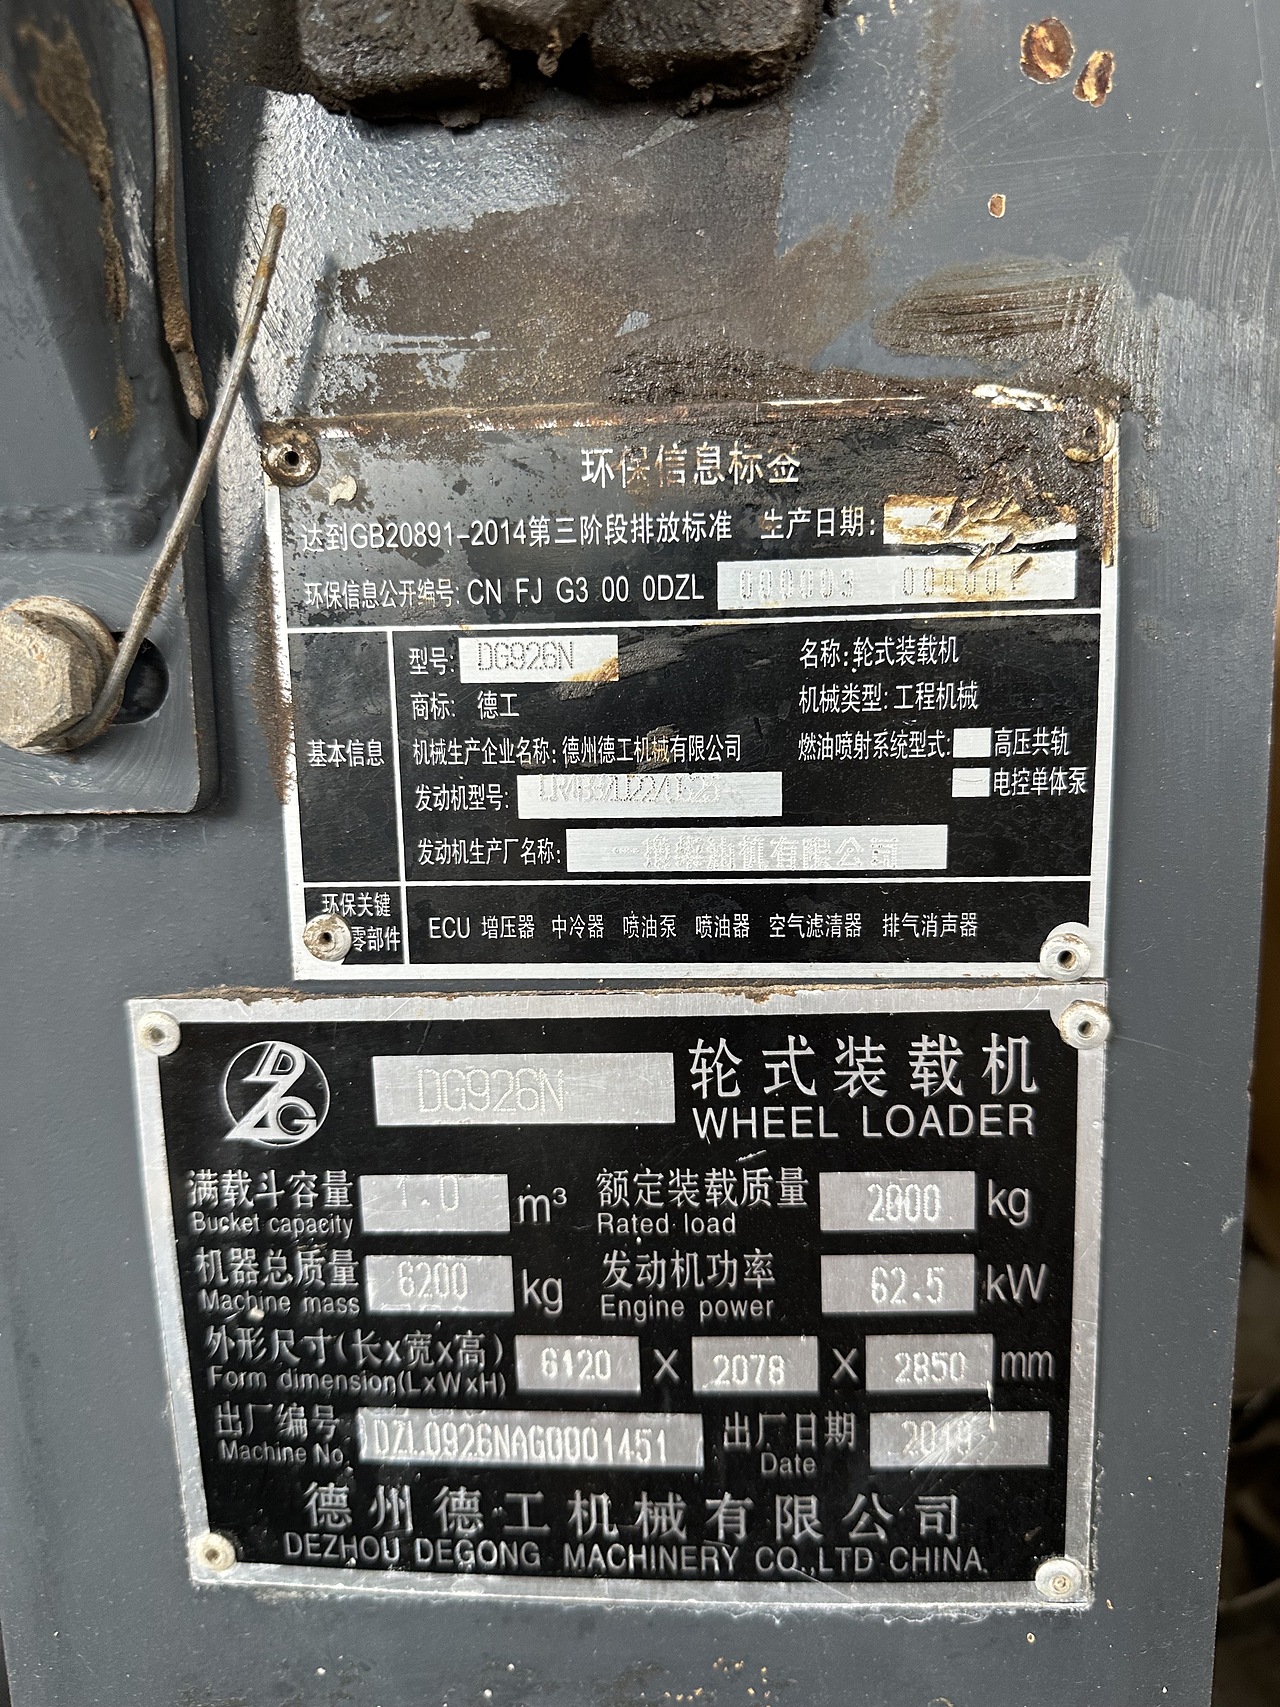 环保信息标签
达到GB20891-2014第三阶段排放标准 生产日期:
环保信息公开编号: CN FJ G3 00 0DZL 000003 000001
基本信息
型号: DG926N 名称: 轮式装载机
商标: 德工 机械类型: 工程机械
机械生产企业名称: 德州德工机械有限公司 燃油喷射系统型式: 高压共轨
电控单体泵
发动机型号:
发动机生产厂名称: 柴油机有限公司
环保关键
零部件
ECU 增压器 中冷器 喷油泵 喷油器 空气滤清器 排气消声器
DZG DG926N 轮式装载机
WHEEL LOADER
满载斗容量 1.0 m³ 额定装载质量 2000 kg
Bucket capacity Rated load
机器总质量 6200 kg 发动机功率 62.5 kW
Machine mass Engine power
外形尺寸(长x宽x高) 6120 X 2078 X 2850 mm
Form dimension(LxWxH)
出厂编号 DZL0926NAG0001451 出厂日期 2019
Machine No. Date
德州德工机械有限公司
DEZHOU DEGONG MACHINERY CO.,LTD CHINA